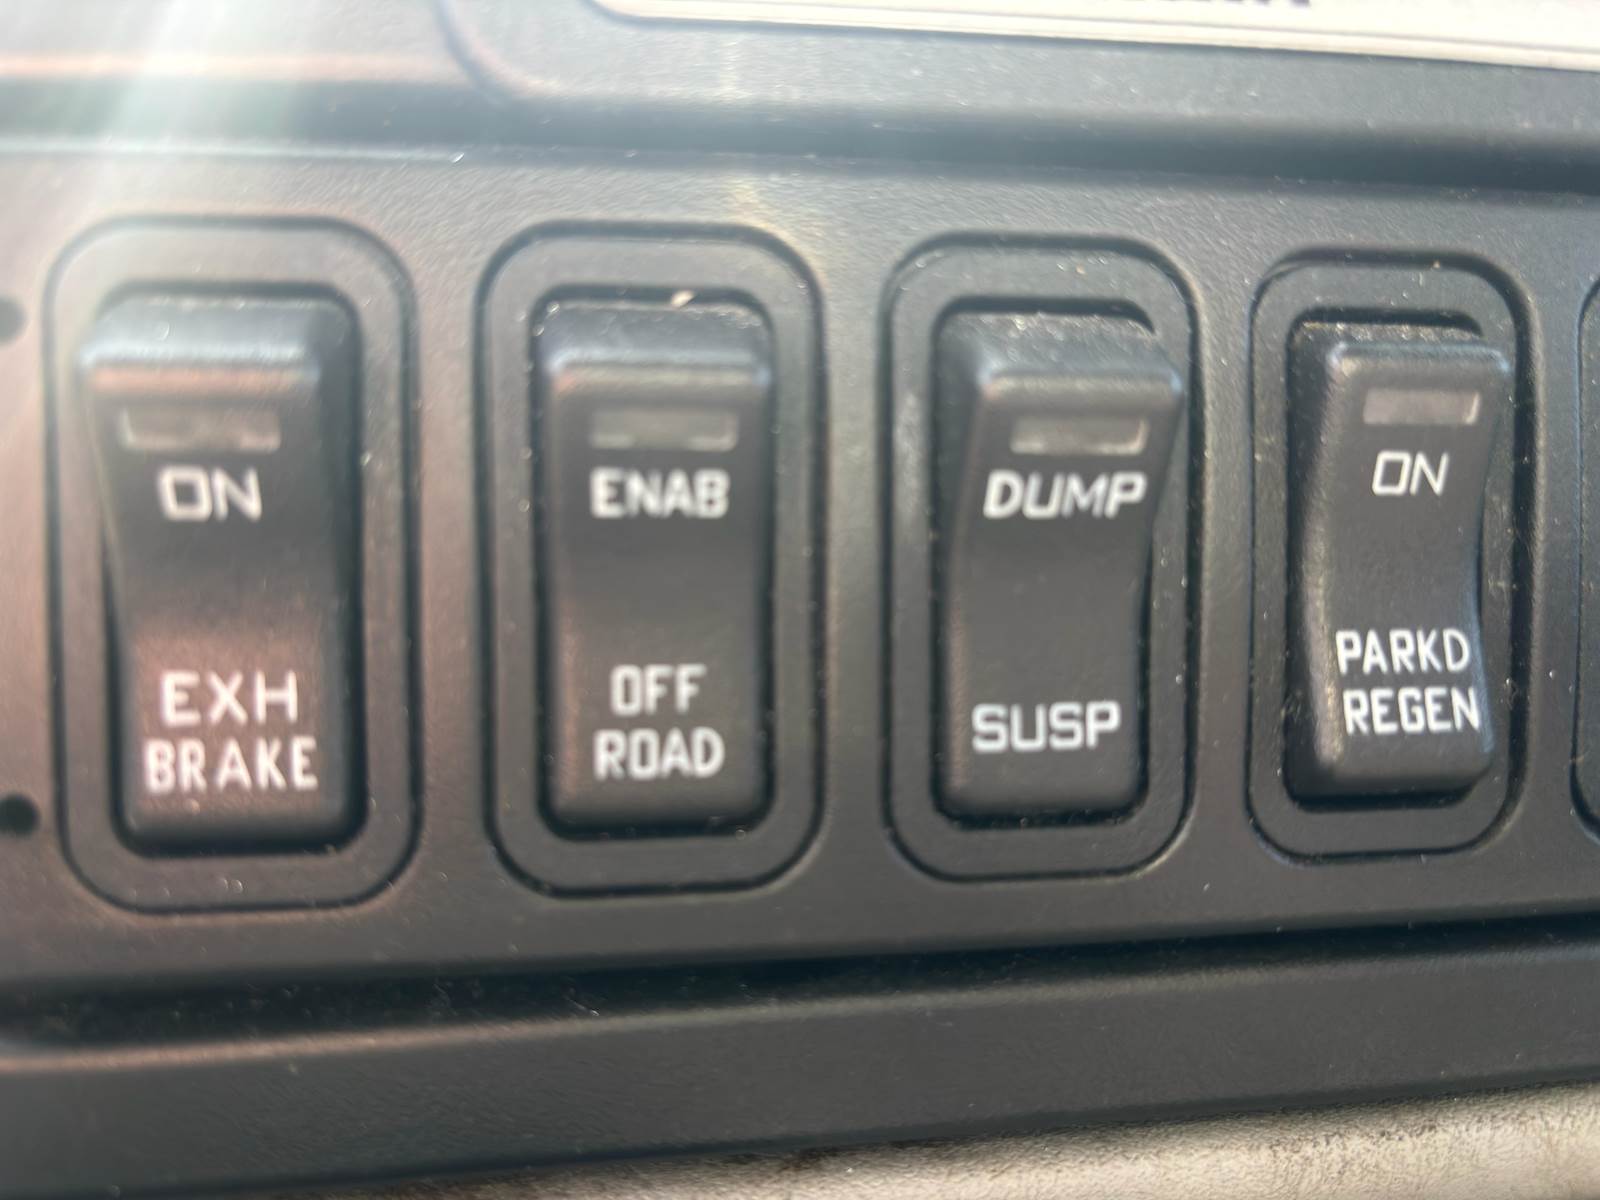 ON
EXH
BRAKE
ENAB
OFF
ROAD
DUMP
SUSP
ON
PARKD
REGEN